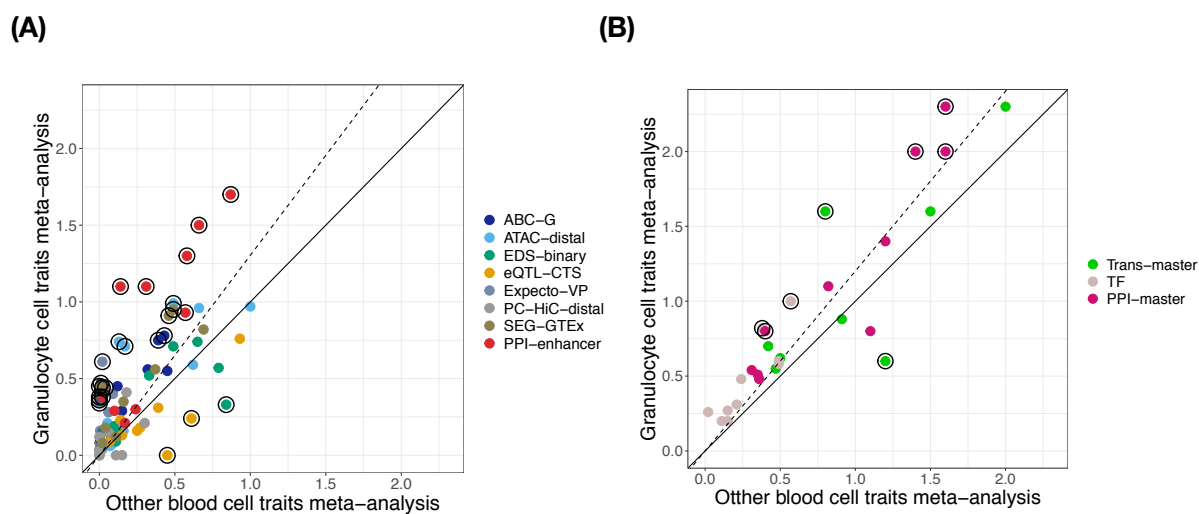 (A)
(B)
Granulocyte cell traits meta−analysis
2.0
1.5
1.0
0.5
0.0
0.0 0.5 1.0 1.5 2.0
Otther blood cell traits meta−analysis
ABC−G
ATAC−distal
EDS−binary
eQTL−CTS
Expecto−VP
PC−HiC−distal
SEG−GTEx
PPI−enhancer
Granulocyte cell traits meta−analysis
2.0
1.5
1.0
0.5
0.0
0.0 0.5 1.0 1.5 2.0
Otther blood cell traits meta−analysis
Trans−master
TF
PPI−master